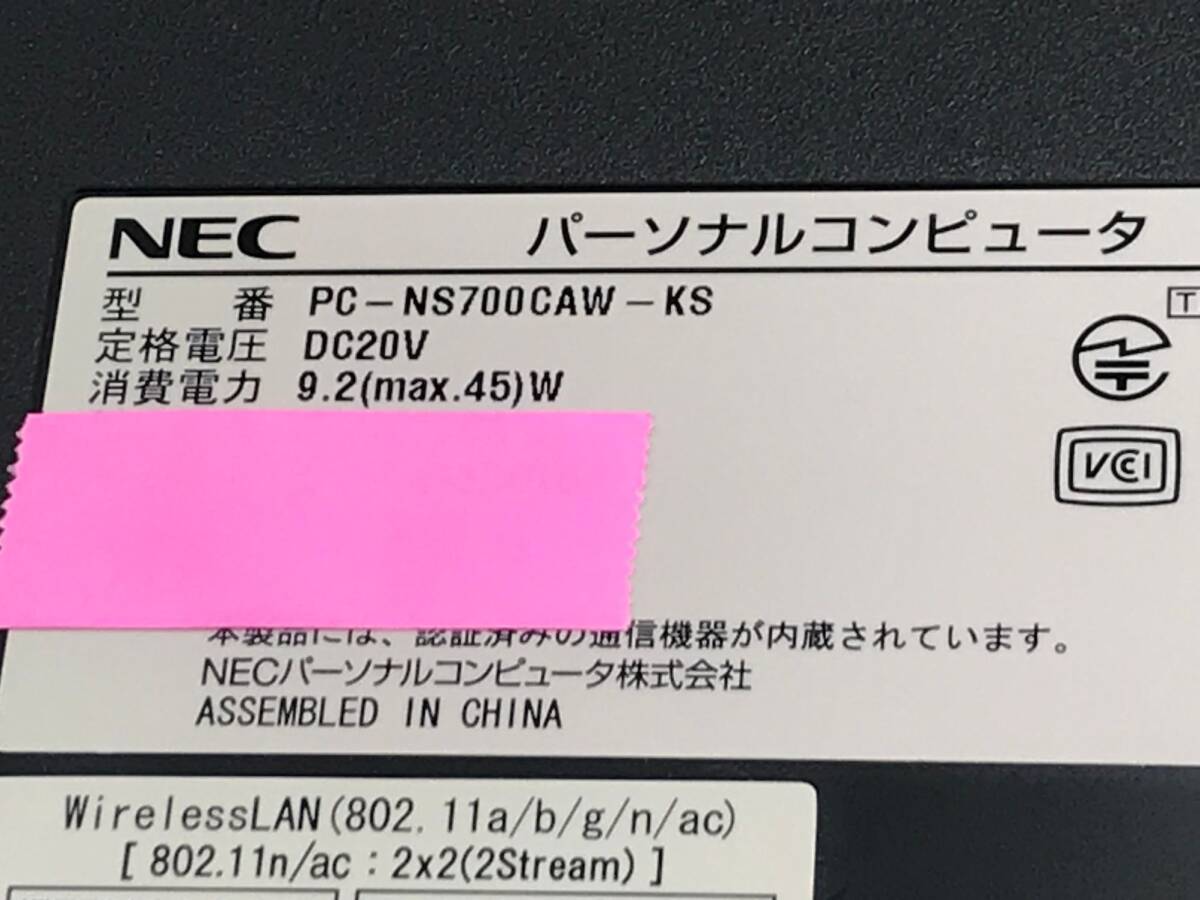 NEC パーソナルコンピュータ
型 番 PC-NS700CAW-KS
定格電圧 DC20V
消費電力 9.2(max.45)W
T
VCCI
本製品には、認証済みの通信機器が内蔵されています。
NECパーソナルコンピュータ株式会社
ASSEMBLED IN CHINA
WirelessLAN(802.11a/b/g/n/ac)
[ 802.11n/ac : 2x2(2Stream) ]